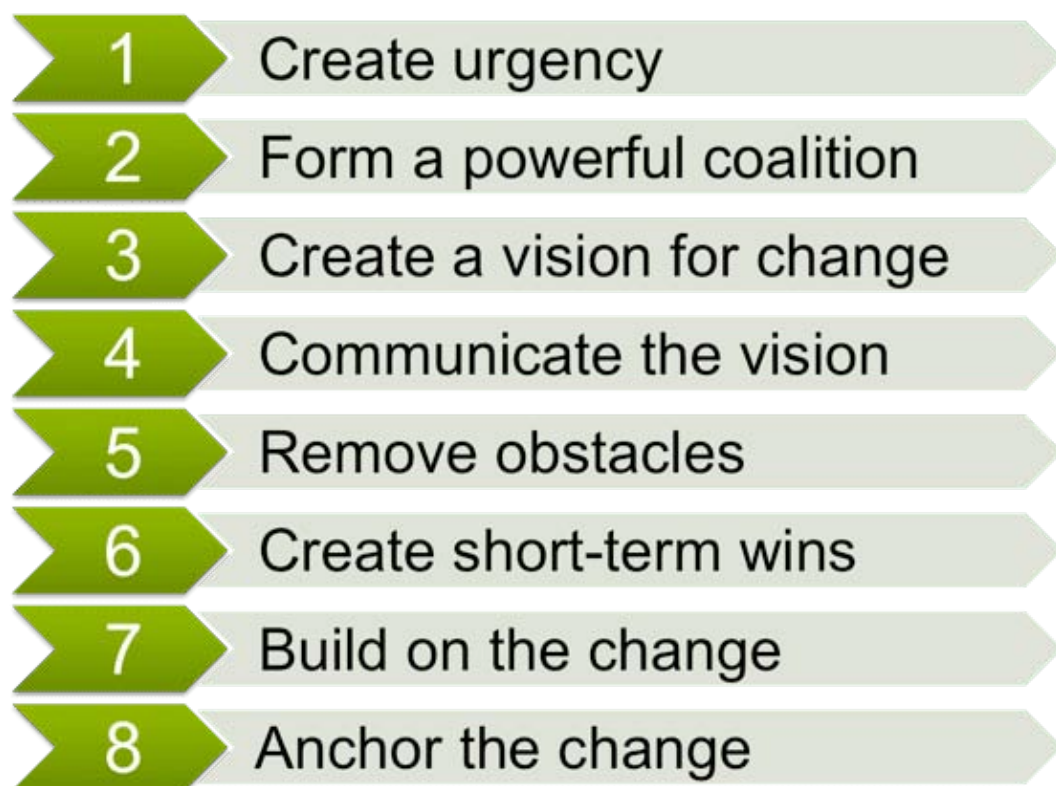 1 Create urgency
2 Form a powerful coalition
3 Create a vision for change
4 Communicate the vision
5 Remove obstacles
6 Create short-term wins
7 Build on the change
8 Anchor the change